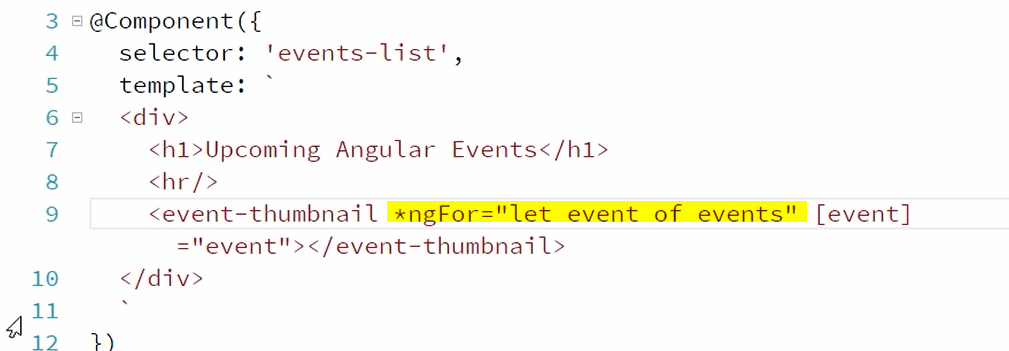 3 @Component({
4 selector: 'events-list',
5 template: `
6 <div>
7 <h1>Upcoming Angular Events</h1>
8 <hr/>
9 <event-thumbnail *ngFor="let event of events" [event]
="event"></event-thumbnail>
10 </div>
11 `
12 })